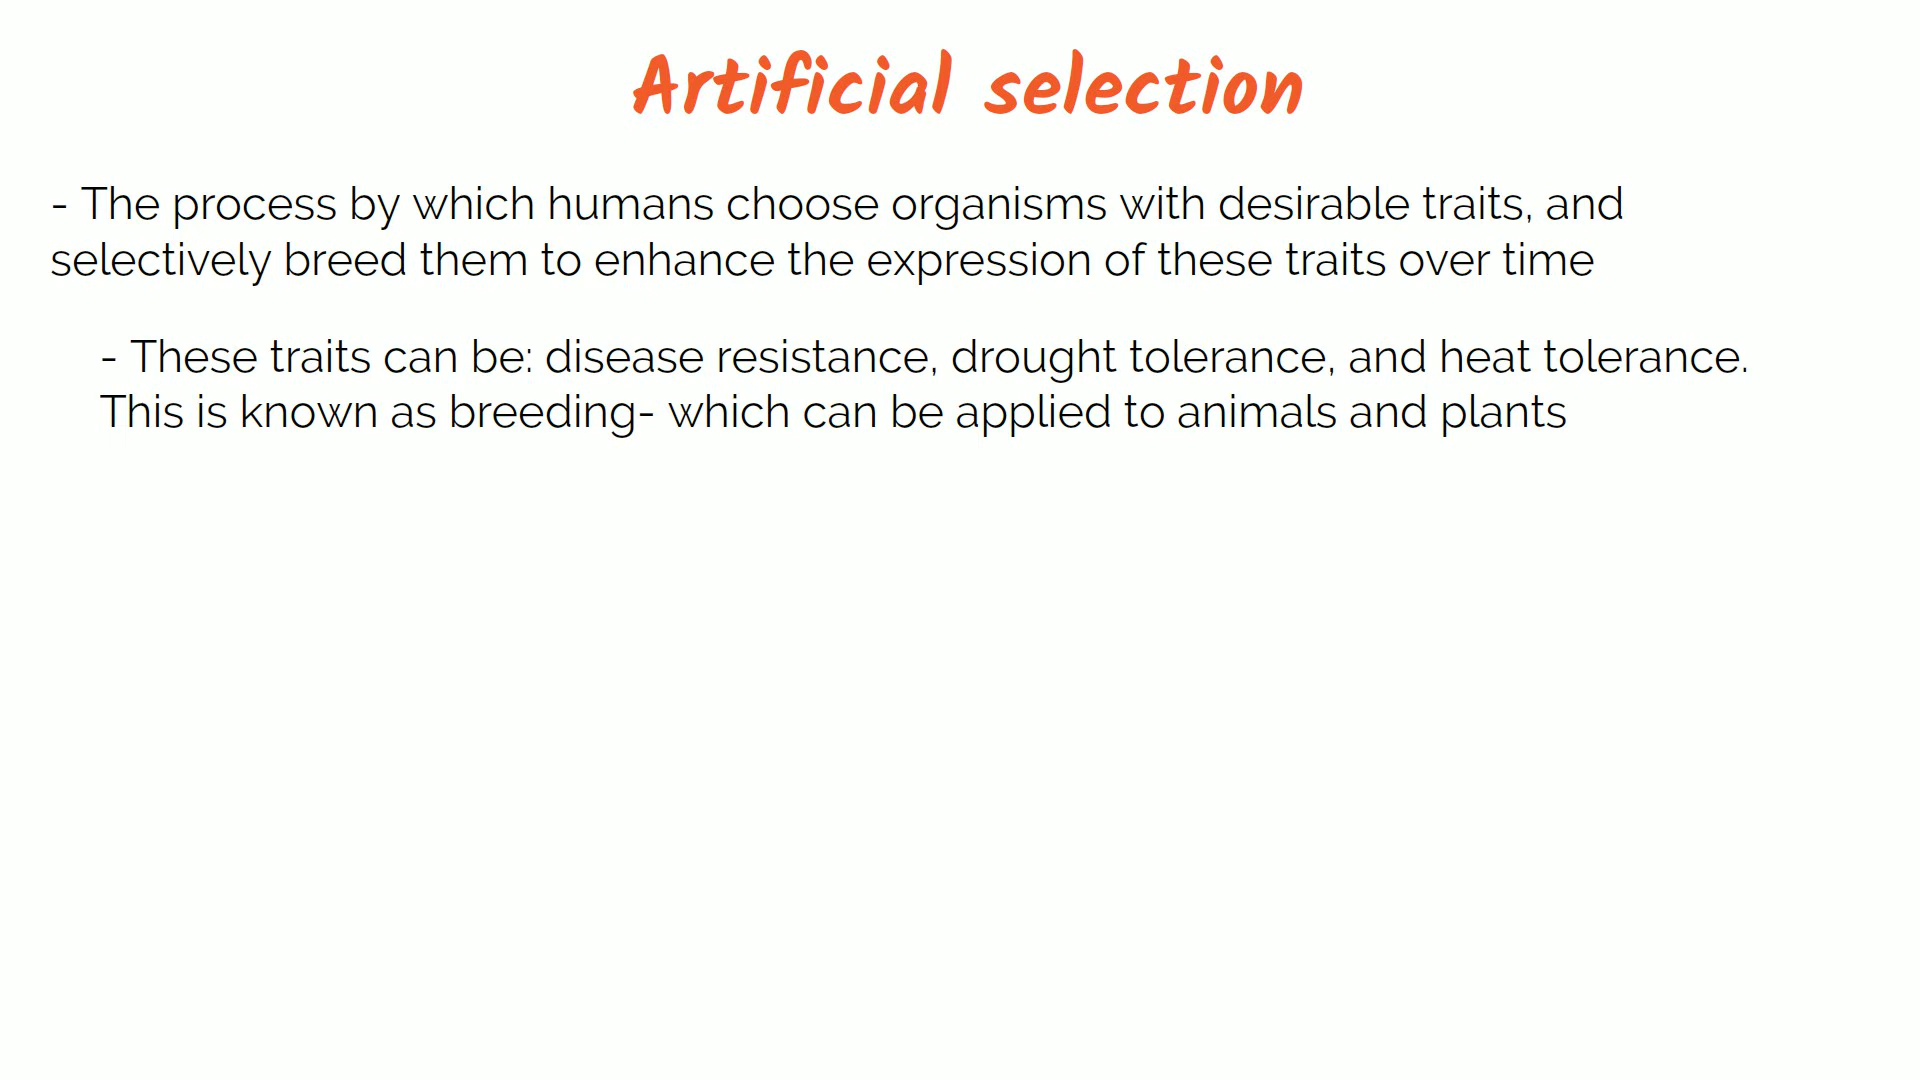 Artificial selection
- The process by which humans choose organisms with desirable traits, and
selectively breed them to enhance the expression of these traits over time
- These traits can be: disease resistance, drought tolerance, and heat tolerance.
This is known as breeding- which can be applied to animals and plants